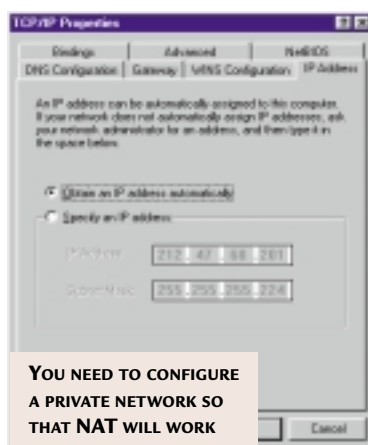 TCP/IP Properties
Bindings Advanced NetBIOS
DNS Configuration Gateway WINS Configuration IP Address
An IP address can be automatically assigned to this computer.
If your network does not automatically assign IP addresses, ask
your network administrator for an address, and then type it in
the space below.
Obtain an IP address automatically
Specify an IP address:
IP Address:
212 . 47 . 68 . 201
Subnet Mask:
255 . 255 . 255 . 224
YOU NEED TO CONFIGURE
A PRIVATE NETWORK SO
THAT NAT WILL WORK
Cancel